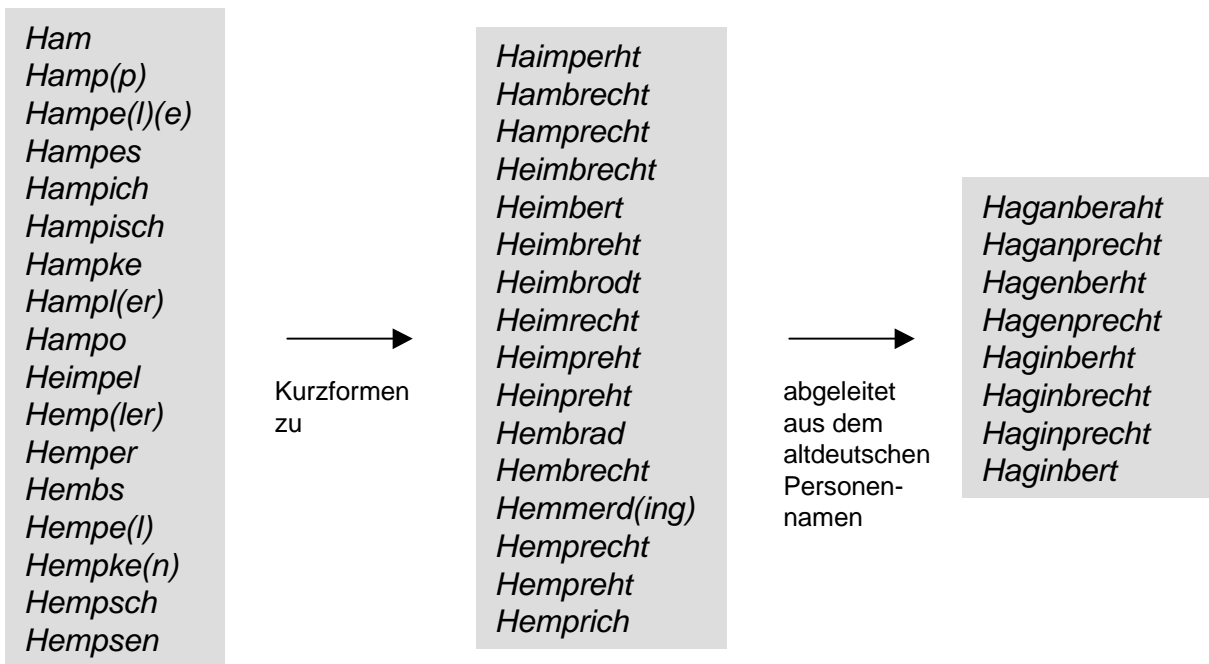 Ham
Hamp(p)
Hampe(l)(e)
Hampes
Hampich
Hampisch
Hampke
Hampl(er)
Hampo
Heimpel
Hemp(ler)
Hemper
Hembs
Hempe(l)
Hempke(n)
Hempsch
Hempsen
Kurzformen
zu
Haimperht
Hambrecht
Hamprecht
Heimbrecht
Heimbert
Heimbreht
Heimbrodt
Heimrecht
Heimpreht
Heinpreht
Hembrad
Hembrecht
Hemmerd(ing)
Hemprecht
Hempreht
Hemprich
abgeleitet
aus dem
altdeutschen
Personen-
namen
Haganberaht
Haganprecht
Hagenberht
Hagenprecht
Haginberht
Haginbrecht
Haginprecht
Haginbert